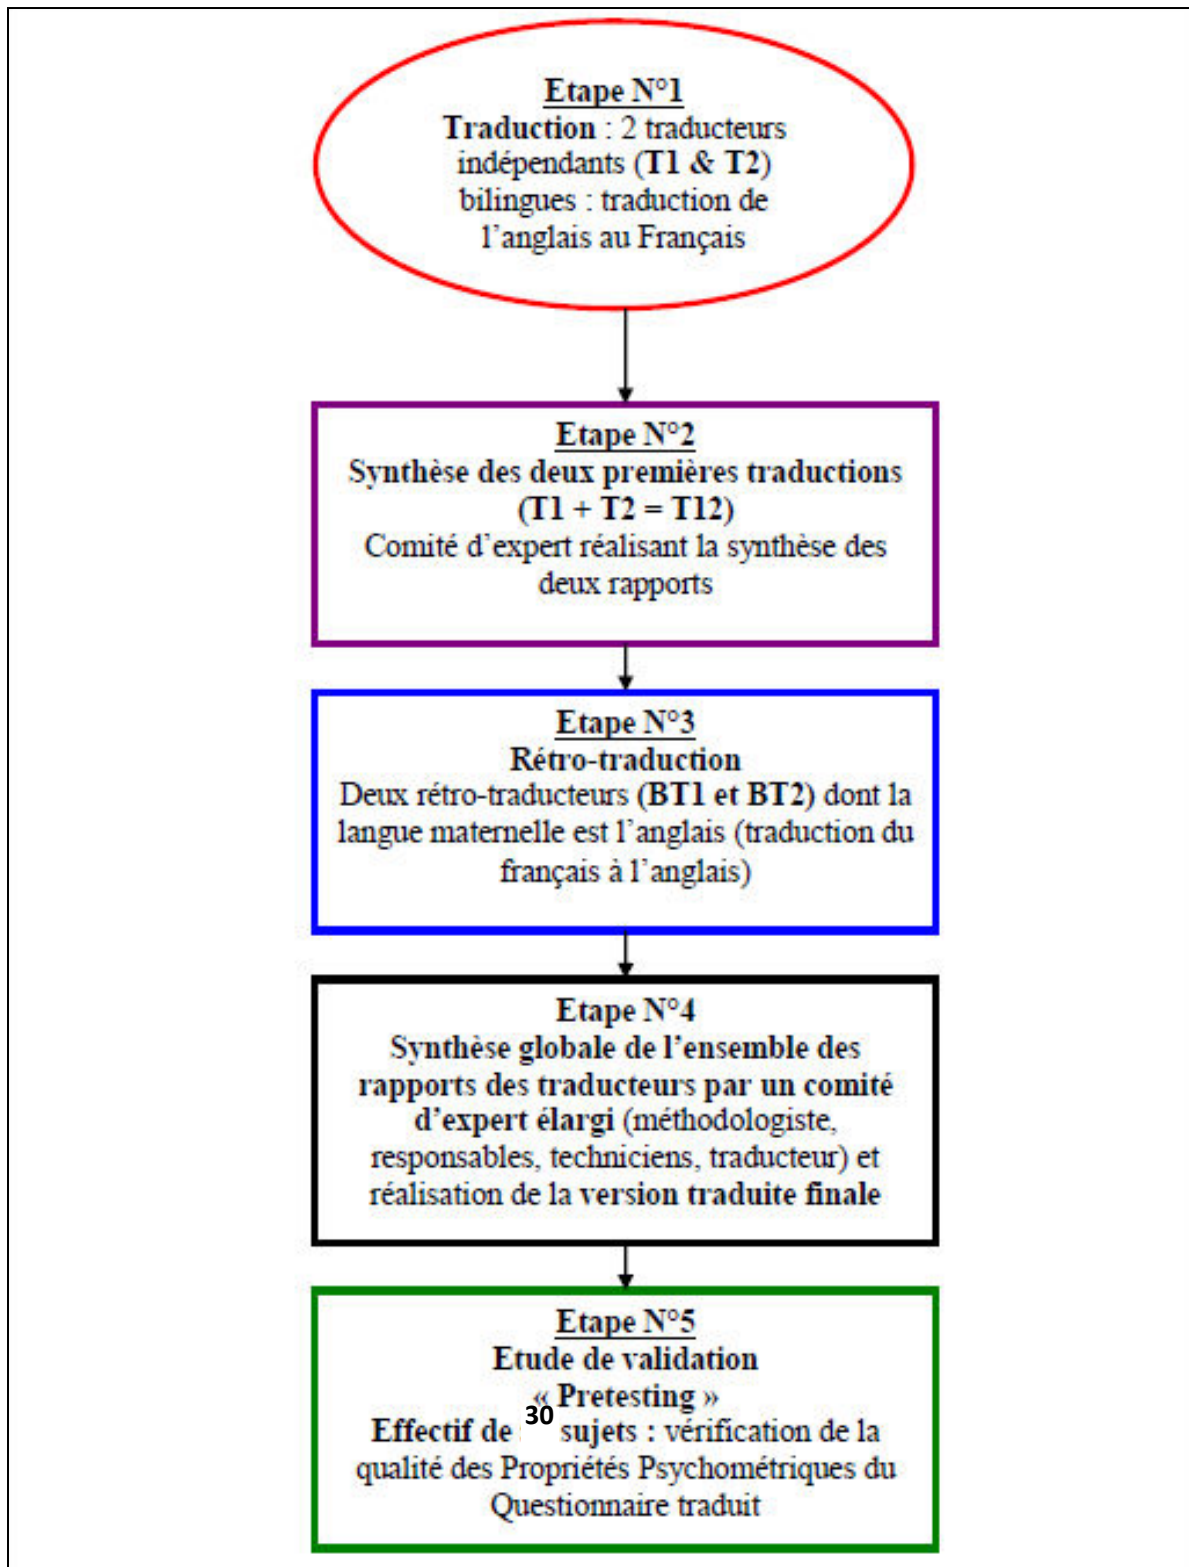 Etape N°1
Traduction : 2 traducteurs
indépendants (T1 & T2)
bilingues : traduction de
l’anglais au Français
Etape N°2
Synthèse des deux premières traductions
(T1 + T2 = T12)
Comité d’expert réalisant la synthèse des
deux rapports
Etape N°3
Rétro-traduction
Deux rétro-traducteurs (BT1 et BT2) dont la
langue maternelle est l’anglais (traduction du
français à l’anglais)
Etape N°4
Synthèse globale de l’ensemble des
rapports des traducteurs par un comité
d’expert élargi (méthodologiste,
responsables, techniciens, traducteur) et
réalisation de la version traduite finale
Etape N°5
Etude de validation
« Pretesting »
Effectif de 30 sujets : vérification de la
qualité des Propriétés Psychométriques du
Questionnaire traduit